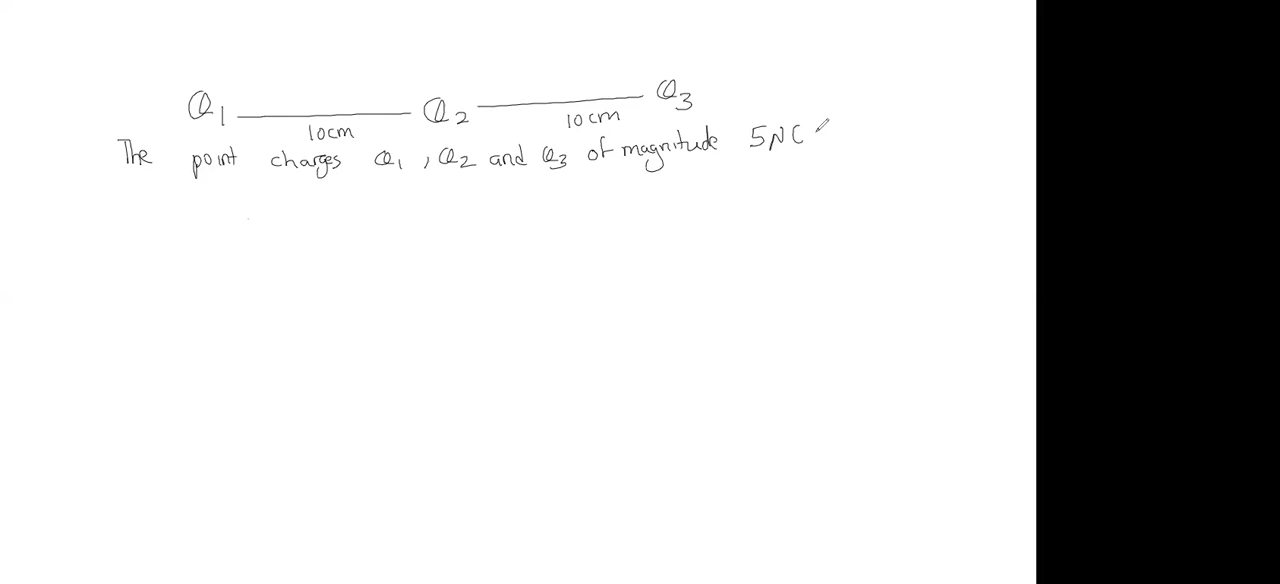 Q1 Q2 Q3
10cm 10cm
The point charges Q1, Q2 and Q3 of magnitude 5NC